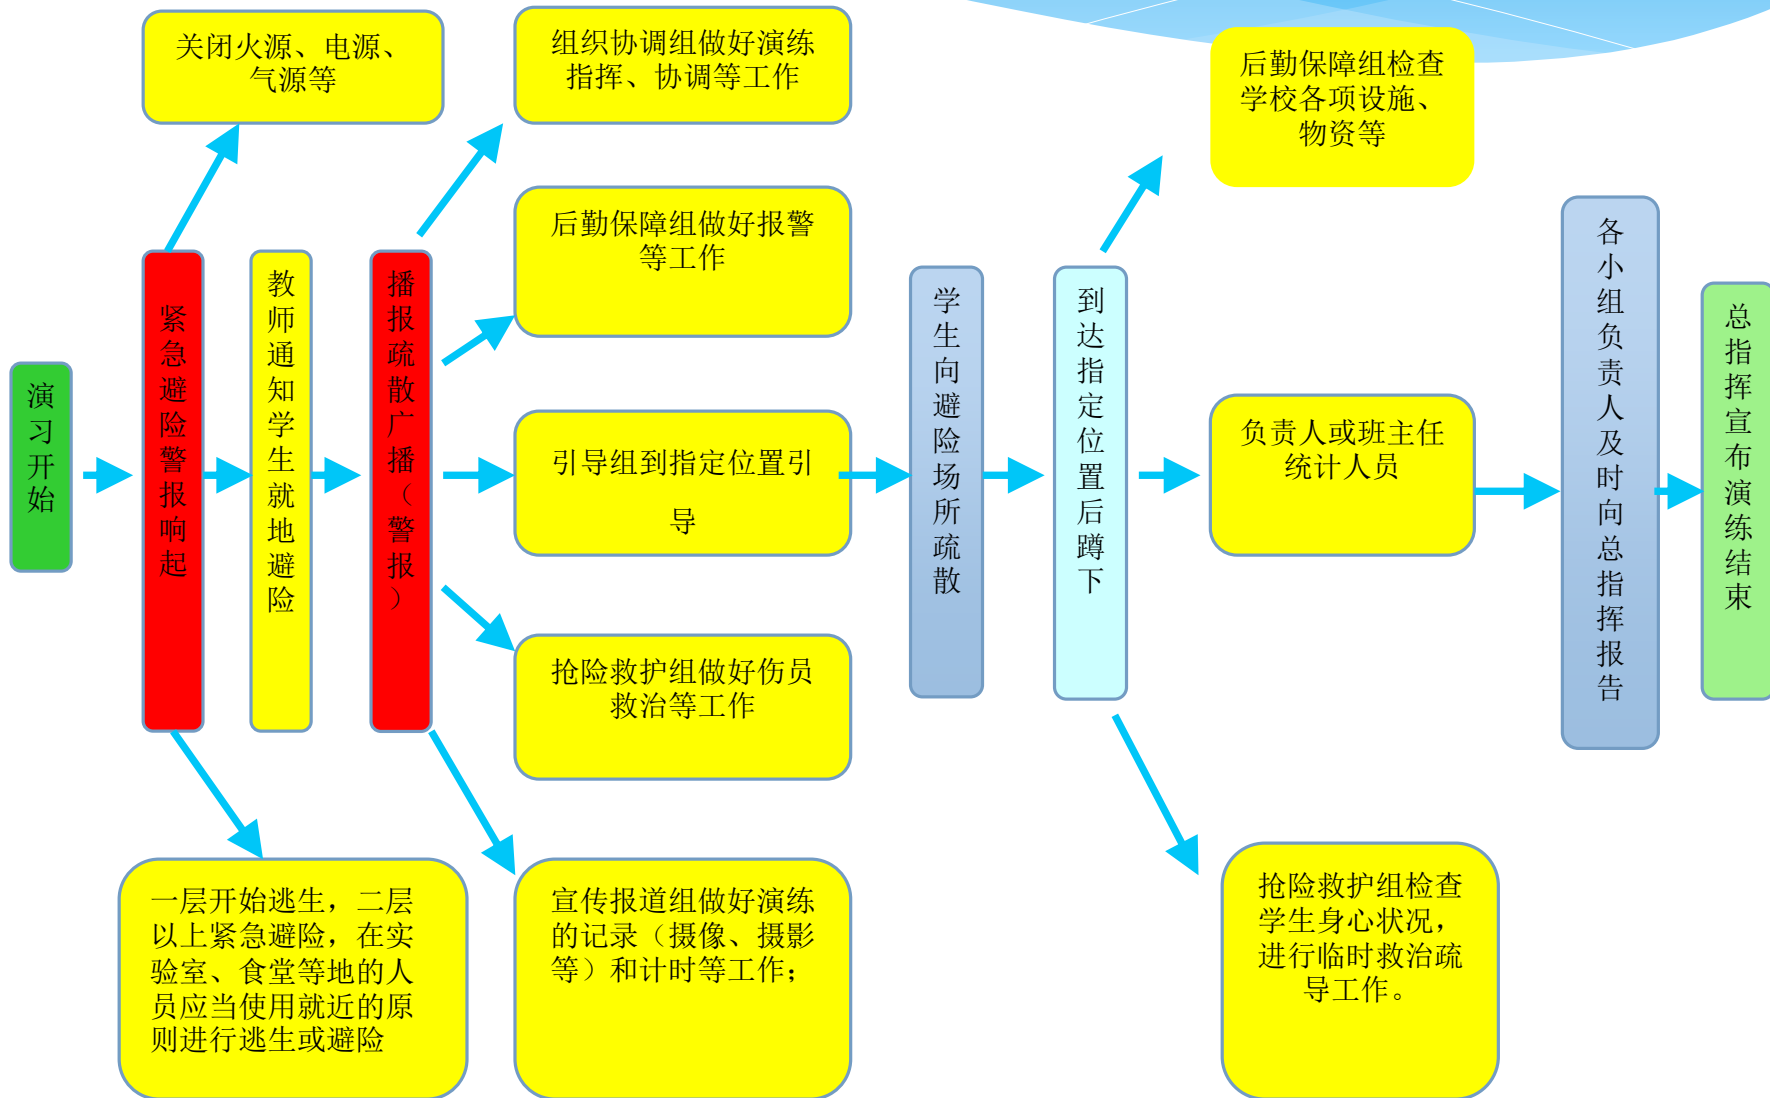 演习开始
紧急避险警报响起
关闭火源、电源、
气源等
一层开始逃生，二层
以上紧急避险，在实
验室、食堂等地的人
员应当使用就近的原
则进行逃生或避险
教师通知学生就地避险
播报疏散广播（警报）
组织协调组做好演练
指挥、协调等工作
后勤保障组做好报警
等工作
引导组到指定位置引
导
抢险救护组做好伤员
救治等工作
宣传报道组做好演练
的记录（摄像、摄影
等）和计时等工作；
学生向避险场所疏散
到达指定位置后蹲下
后勤保障组检查
学校各项设施、
物资等
负责人或班主任
统计人员
抢险救护组检查
学生身心状况，
进行临时救治疏
导工作。
各小组负责人及时向总指挥报告
总指挥宣布演练结束